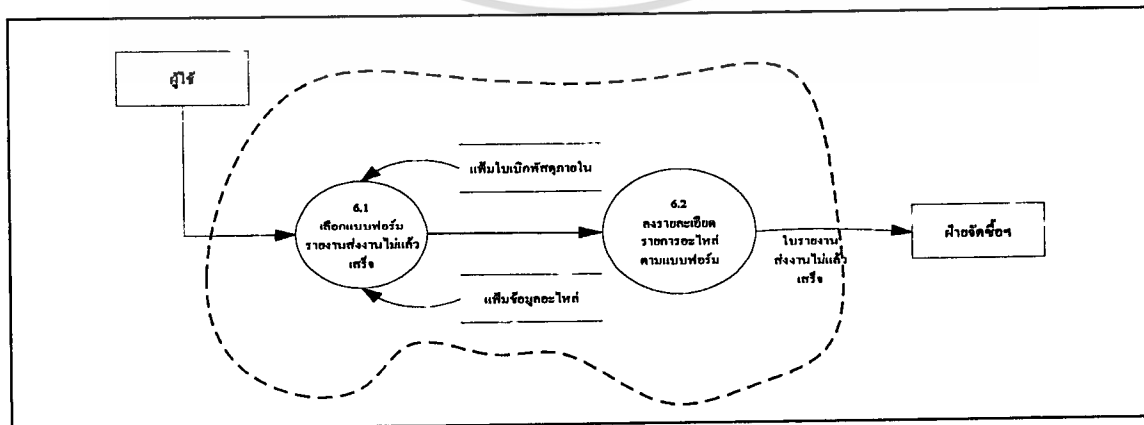 ผู้ใช้
แฟ้มใบเบิกพัสดุภายใน
6.1
เลือกแบบฟอร์ม
รายงานส่งงานไม่แล้ว
เสร็จ
6.2
ลงรายละเอียด
รายการอะไหล่
ตามแบบฟอร์ม
ใบรายงาน
ส่งงานไม่แล้ว
เสร็จ
ฝ่ายจัดซื้อฯ
แฟ้มข้อมูลอะไหล่